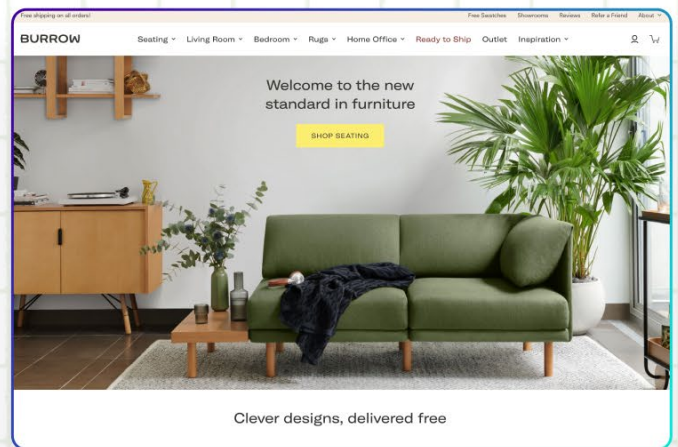 Free shipping on all orders!
Free Swatches Showrooms Reviews Refer a Friend About
BURROW
Seating Living Room Bedroom Rugs Home Office Ready to Ship Outlet Inspiration
Welcome to the new
standard in furniture
SHOP SEATING
Clever designs, delivered free